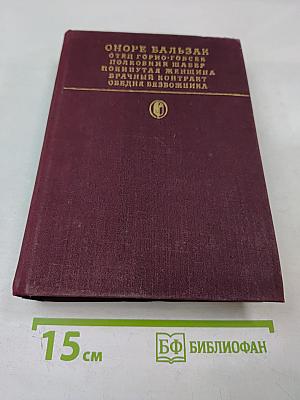 ОНОРЕ БАЛЬЗАК
ОТЕЦ ГОРИО·ГОБСЕК
ПОЛКОВНИК ШАБЕР
ПОКИНУТАЯ ЖЕНЩИНА
БРАЧНЫЙ КОНТРАКТ
ОБЕДНЯ БЕЗБОЖНИКА
15 см
БФ БИБЛИОФАН